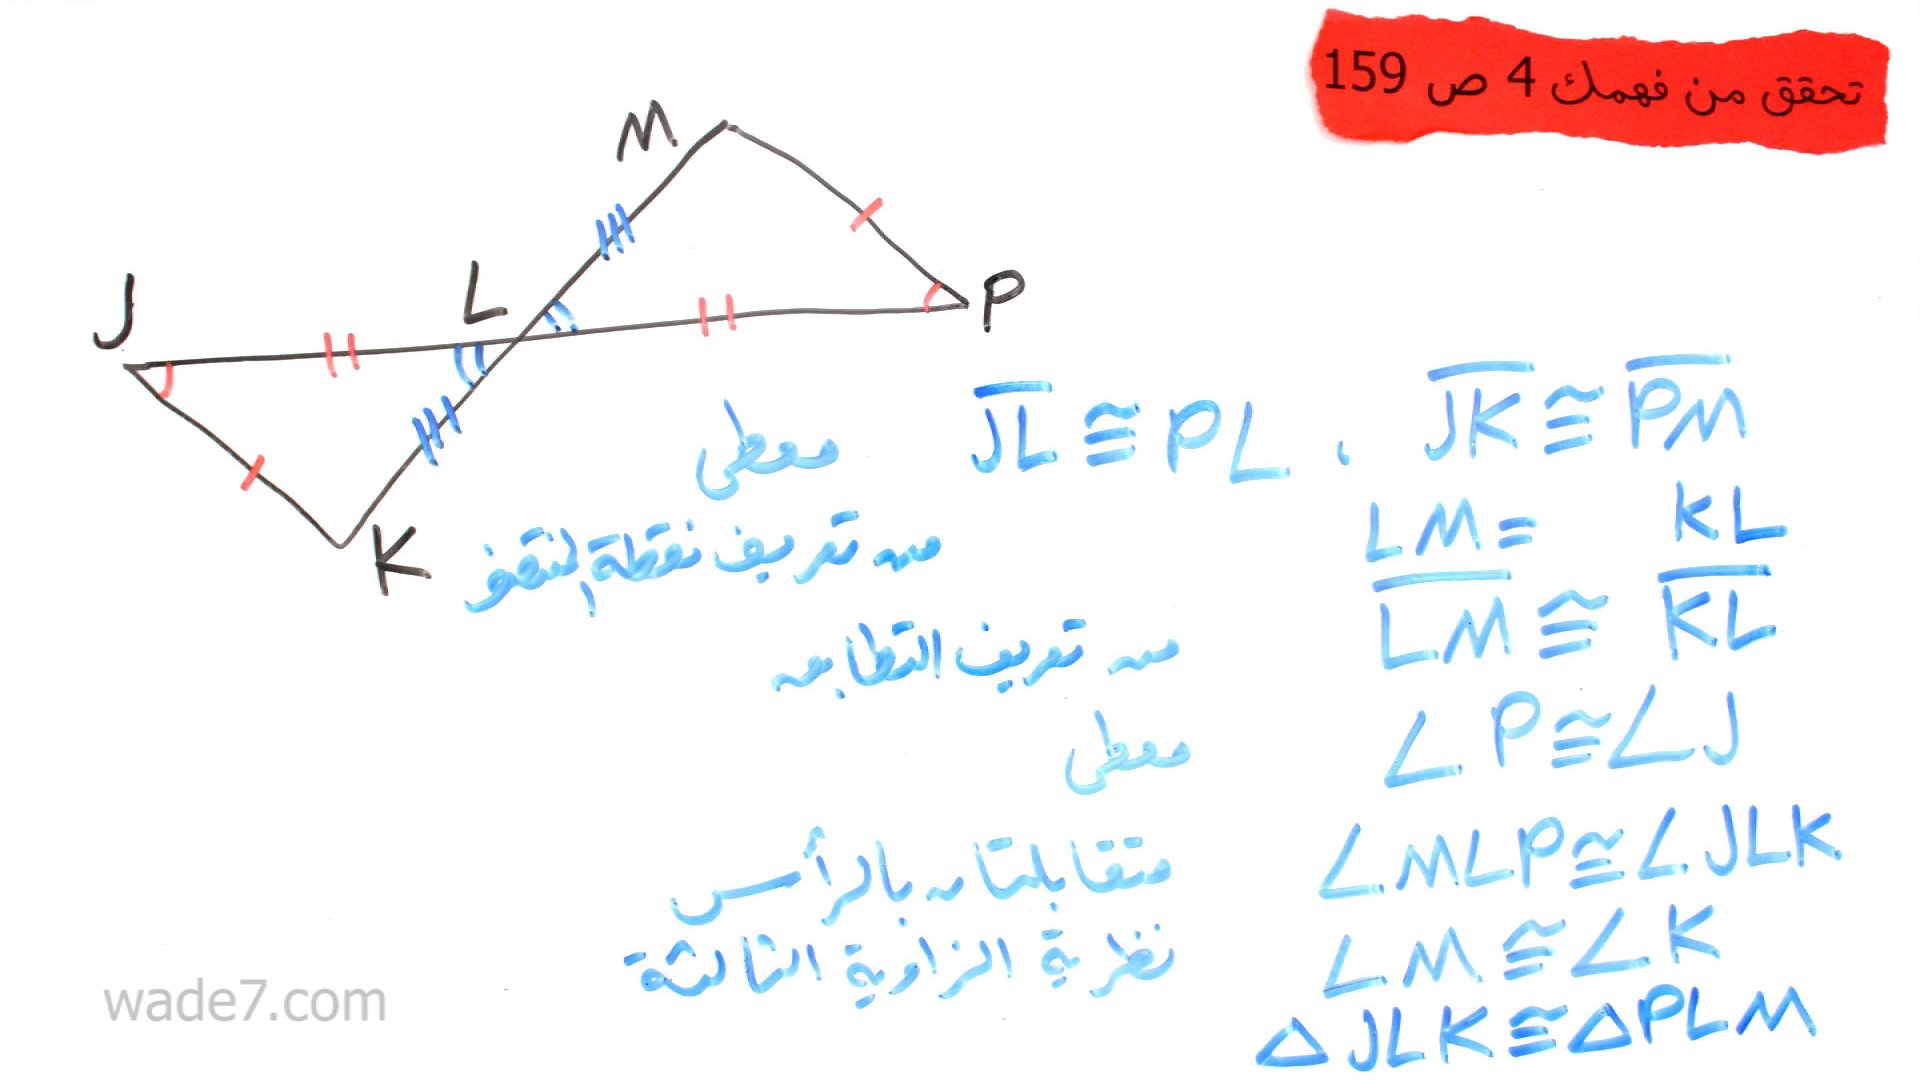 تحقق من فهمك 4 ص 159
M
J
L
P
K
JK ≅ PM ، JL ≅ PL معطى
LM = KL من تعريف نقطة المنتصف
LM ≅ KL من تعريف التطابق
∠P ≅ ∠J معطى
∠MLP ≅ ∠JLK متقابلتان بالرأس
∠M ≅ ∠K نظرية الزاوية الثالثة
△JLK ≅ △PLM
wade7.com